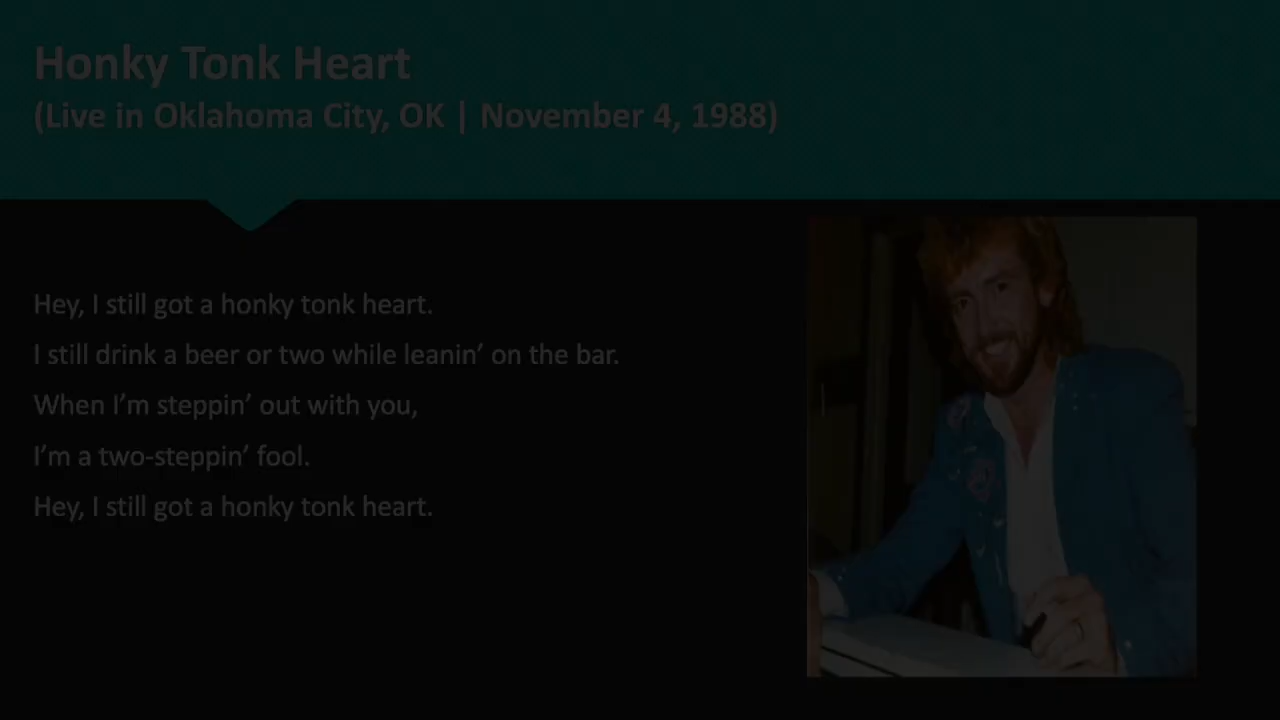 Honky Tonk Heart
(Live in Oklahoma City, OK | November 4, 1988)
Hey, I still got a honky tonk heart.
I still drink a beer or two while leanin’ on the bar.
When I’m steppin’ out with you,
I’m a two-steppin’ fool.
Hey, I still got a honky tonk heart.